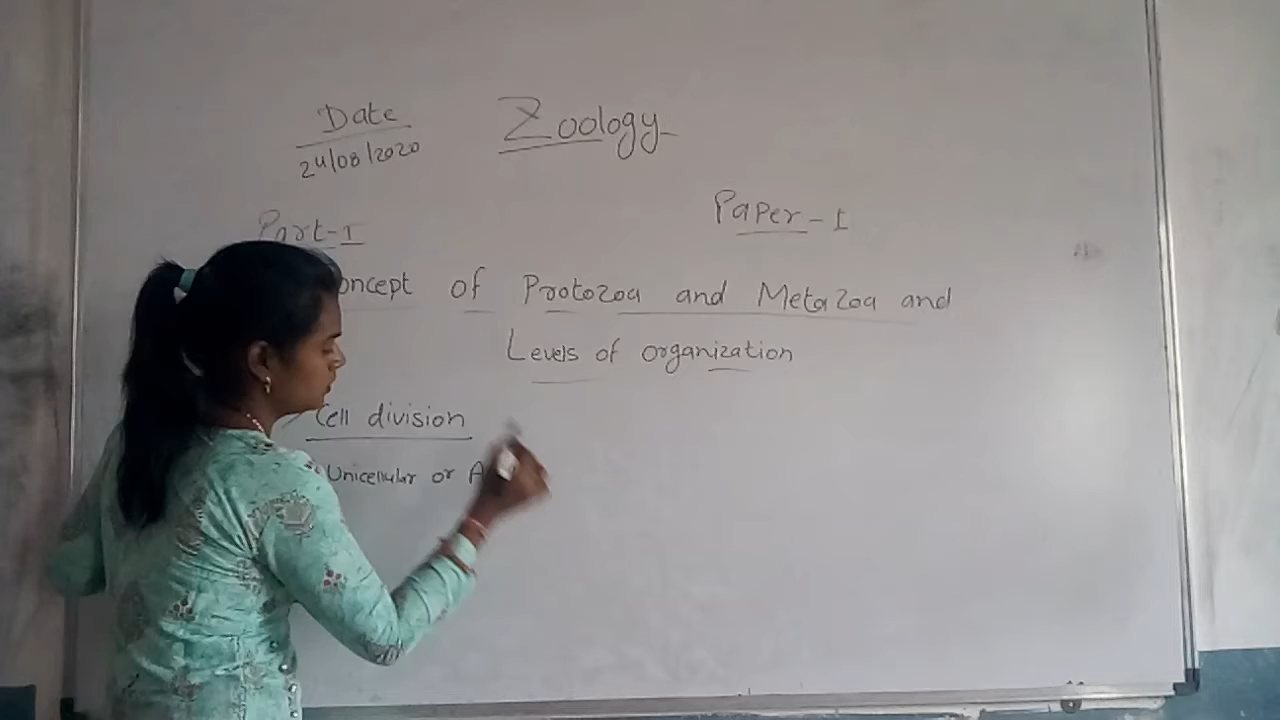 Date
Zoology
24/08/2020
Paper-I
Part-I
oncept of Protozoa and Metazoa and
Levels of organization
Cell division
Unicellular or A